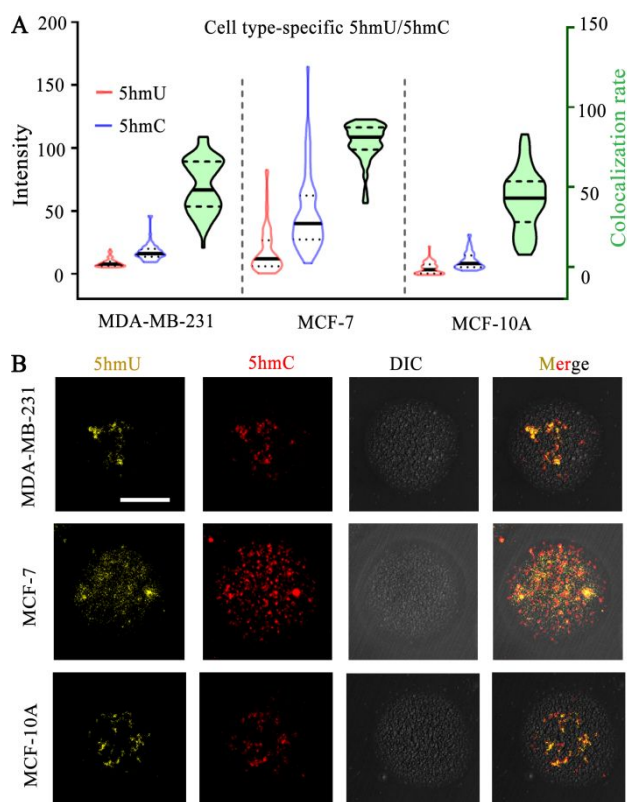 A
Cell type-specific 5hmU/5hmC
200
150
100
50
0
Intensity
5hmU
5hmC
150
100
50
0
Colocalization rate
MDA-MB-231
MCF-7
MCF-10A
B
5hmU
5hmC
DIC
Merge
MDA-MB-231
MCF-7
MCF-10A